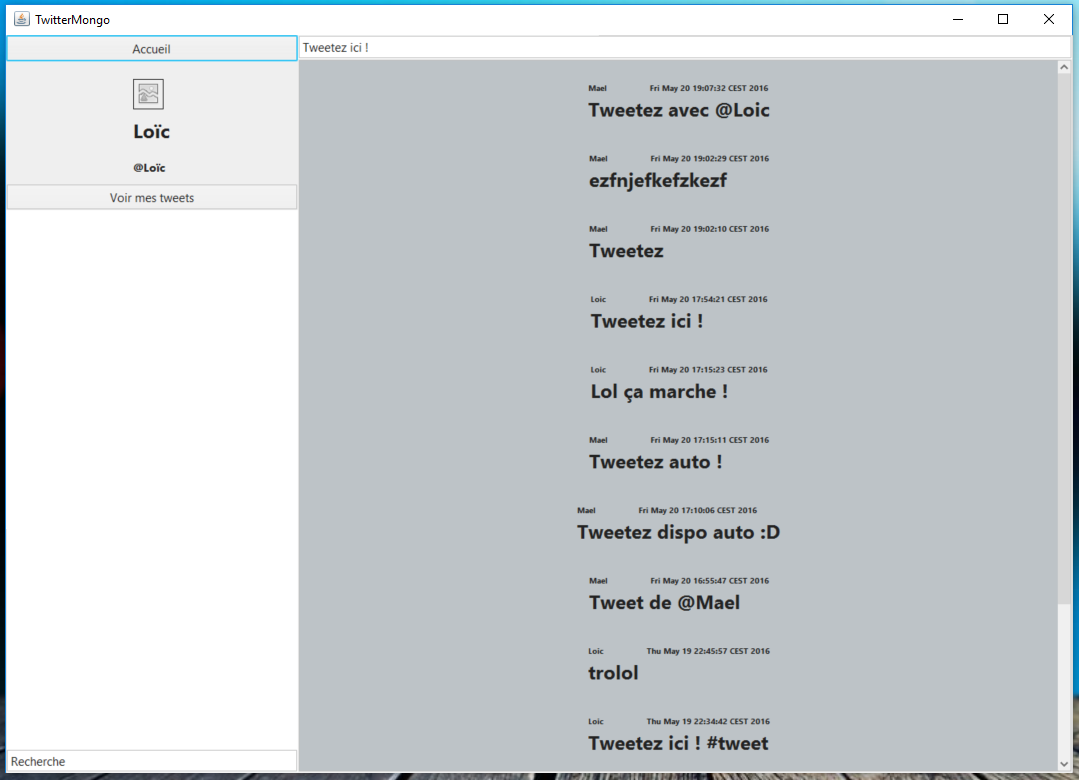 TwitterMongo
Accueil
Loïc
@Loïc
Voir mes tweets
Recherche
Tweetez ici !
Mael Fri May 20 19:07:32 CEST 2016
Tweetez avec @Loic
Mael Fri May 20 19:02:29 CEST 2016
ezfnjefkefzkezf
Mael Fri May 20 19:02:10 CEST 2016
Tweetez
Loic Fri May 20 17:54:21 CEST 2016
Tweetez ici !
Loic Fri May 20 17:15:23 CEST 2016
Lol ça marche !
Mael Fri May 20 17:15:11 CEST 2016
Tweetez auto !
Mael Fri May 20 17:10:06 CEST 2016
Tweetez dispo auto :D
Mael Fri May 20 16:55:47 CEST 2016
Tweet de @Mael
Loic Thu May 19 22:45:57 CEST 2016
trolol
Loic Thu May 19 22:34:42 CEST 2016
Tweetez ici ! #tweet